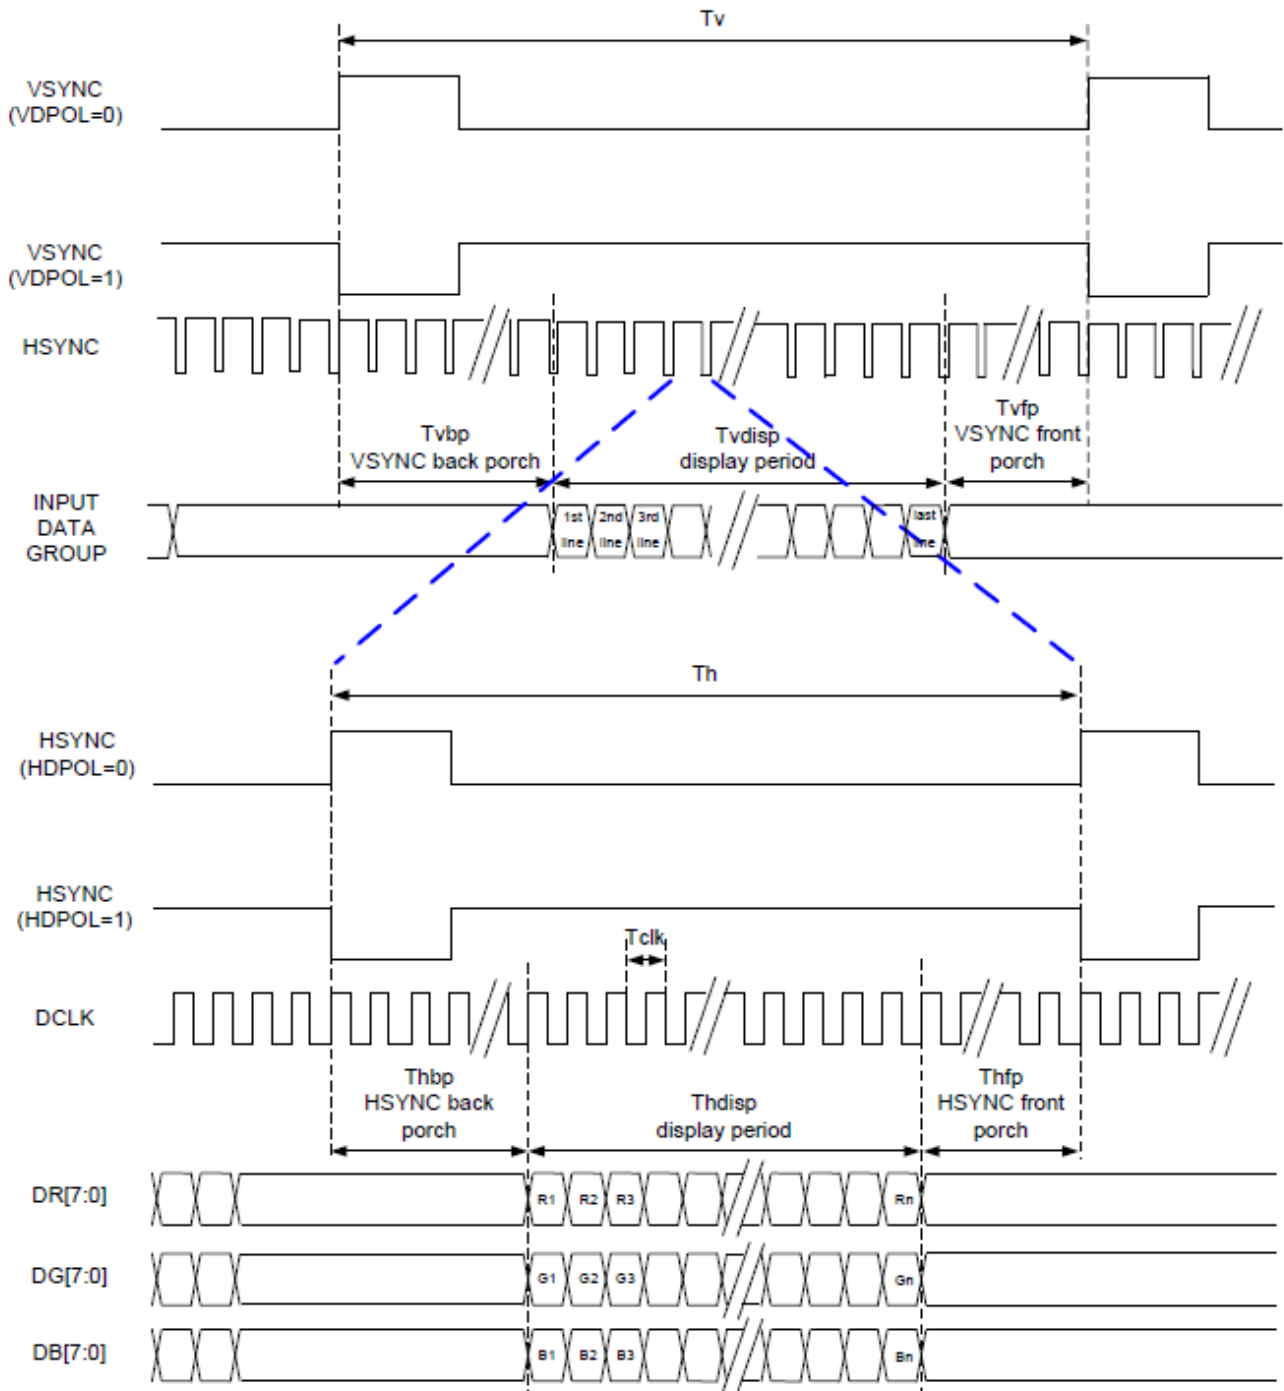 Tv
VSYNC
(VDPOL=0)
VSYNC
(VDPOL=1)
HSYNC
Tvbp
VSYNC back porch
Tvdisp
display period
Tvfp
VSYNC front
porch
INPUT
DATA
GROUP
1st
line
2nd
line
3rd
line
last
line
Th
HSYNC
(HDPOL=0)
HSYNC
(HDPOL=1)
Tclk
DCLK
Thbp
HSYNC back
porch
Thdisp
display period
Thfp
HSYNC front
porch
DR[7:0]
R1 R2 R3 Rn
DG[7:0]
G1 G2 G3 Gn
DB[7:0]
B1 B2 B3 Bn